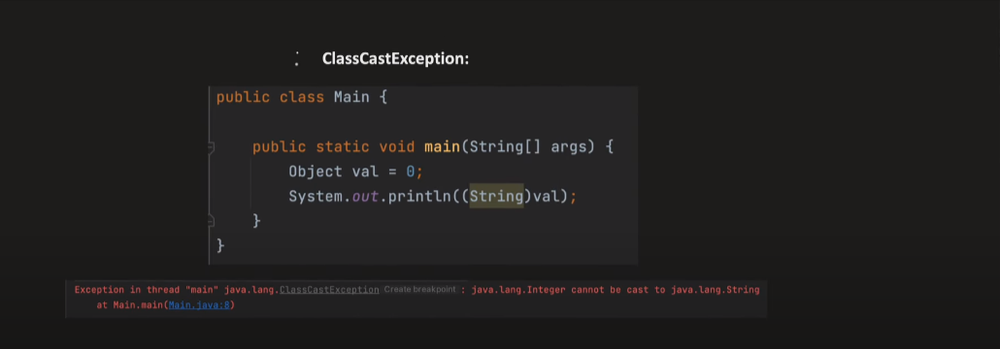 : ClassCastException:
public class Main {
public static void main(String[] args) {
Object val = 0;
System.out.println((String)val);
}
}
Exception in thread "main" java.lang.ClassCastException Create breakpoint : java.lang.Integer cannot be cast to java.lang.String
at Main.main(Main.java:8)